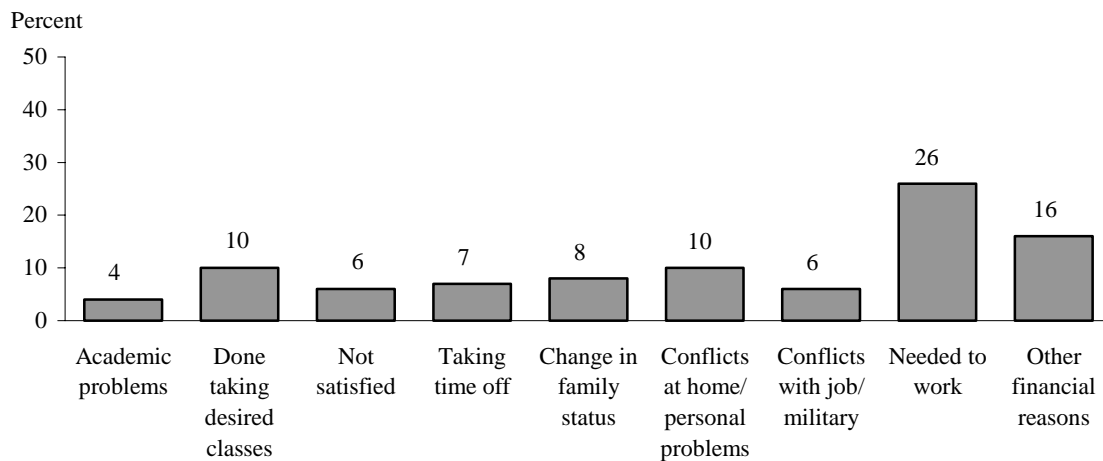 Percent
50
40
30
20
10
0
4
10
6
7
8
10
6
26
16
Academic
problems
Done
taking
desired
classes
Not
satisfied
Taking
time off
Change in
family
status
Conflicts
at home/
personal
problems
Conflicts
with job/
military
Needed to
work
Other
financial
reasons